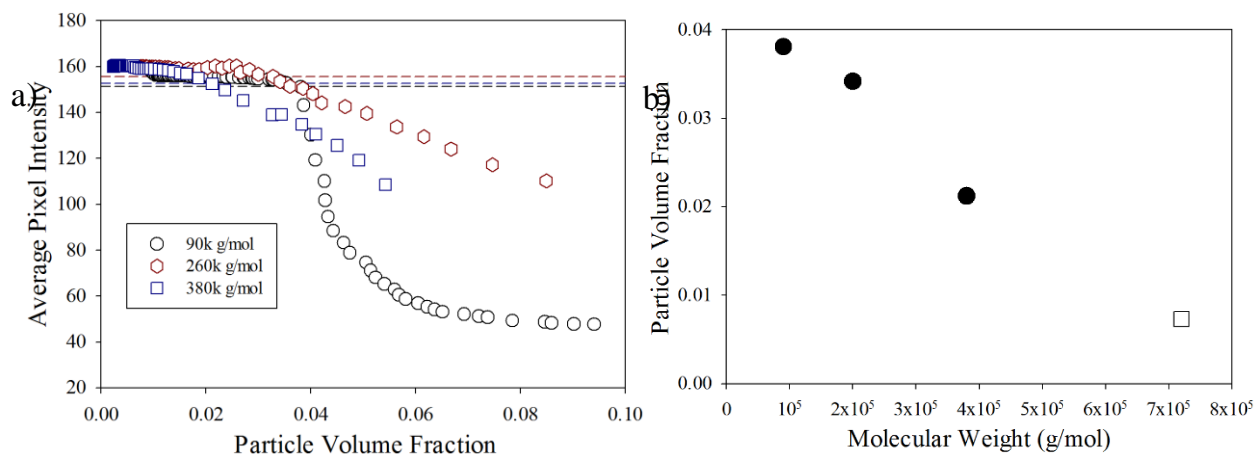 a)
Average Pixel Intensity
180
160
140
120
100
80
60
40
20
90k g/mol
260k g/mol
380k g/mol
0.00 0.02 0.04 0.06 0.08 0.10
Particle Volume Fraction
b)
Particle Volume Fraction
0.04
0.03
0.02
0.01
0.00
0 10⁵ 2x10⁵ 3x10⁵ 4x10⁵ 5x10⁵ 6x10⁵ 7x10⁵ 8x10⁵
Molecular Weight (g/mol)